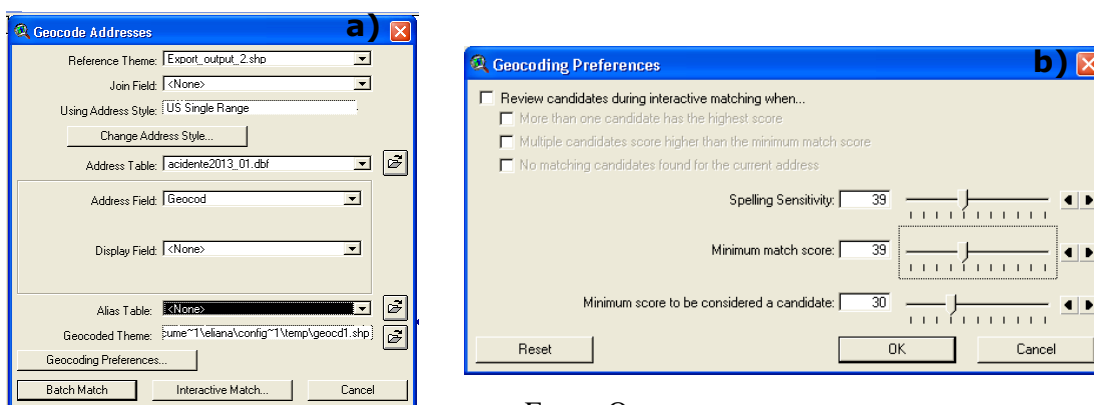 Geocode Addresses a)
Reference Theme: Export_output_2.shp
Join Field: <None>
Using Address Style: US Single Range
Change Address Style...
Address Table: acidente2013_01.dbf
Address Field: Geocod
Display Field: <None>
Alias Table: <None>
Geocoded Theme: cume~1\eliana\config~1\temp\geocd1.shp
Geocoding Preferences...
Batch Match Interactive Match... Cancel
Geocoding Preferences b)
Review candidates during interactive matching when...
More than one candidate has the highest score
Multiple candidates score higher than the minimum match score
No matching candidates found for the current address
Spelling Sensitivity: 39
Minimum match score: 39
Minimum score to be considered a candidate: 30
Reset OK Cancel